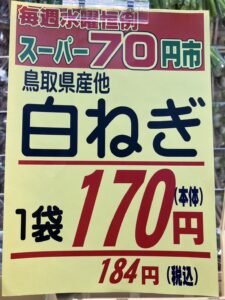 毎週水曜恒例
スーパー70円市
鳥取県産他
白ねぎ
1袋170円(本体)
184円(税込)